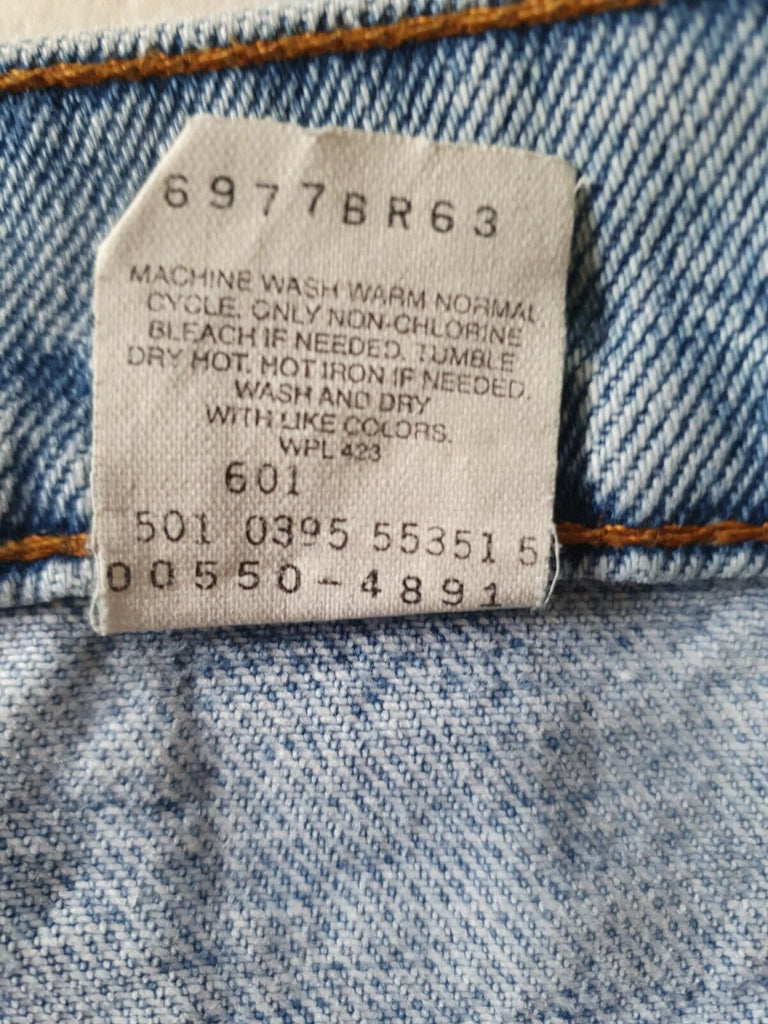 6977BR63
MACHINE WASH WARM NORMAL
CYCLE. ONLY NON-CHLORINE
BLEACH IF NEEDED. TUMBLE
DRY HOT. HOT IRON IF NEEDED.
WASH AND DRY
WITH LIKE COLORS.
WPL 423
601
501 0395 55351 5
00550-4891